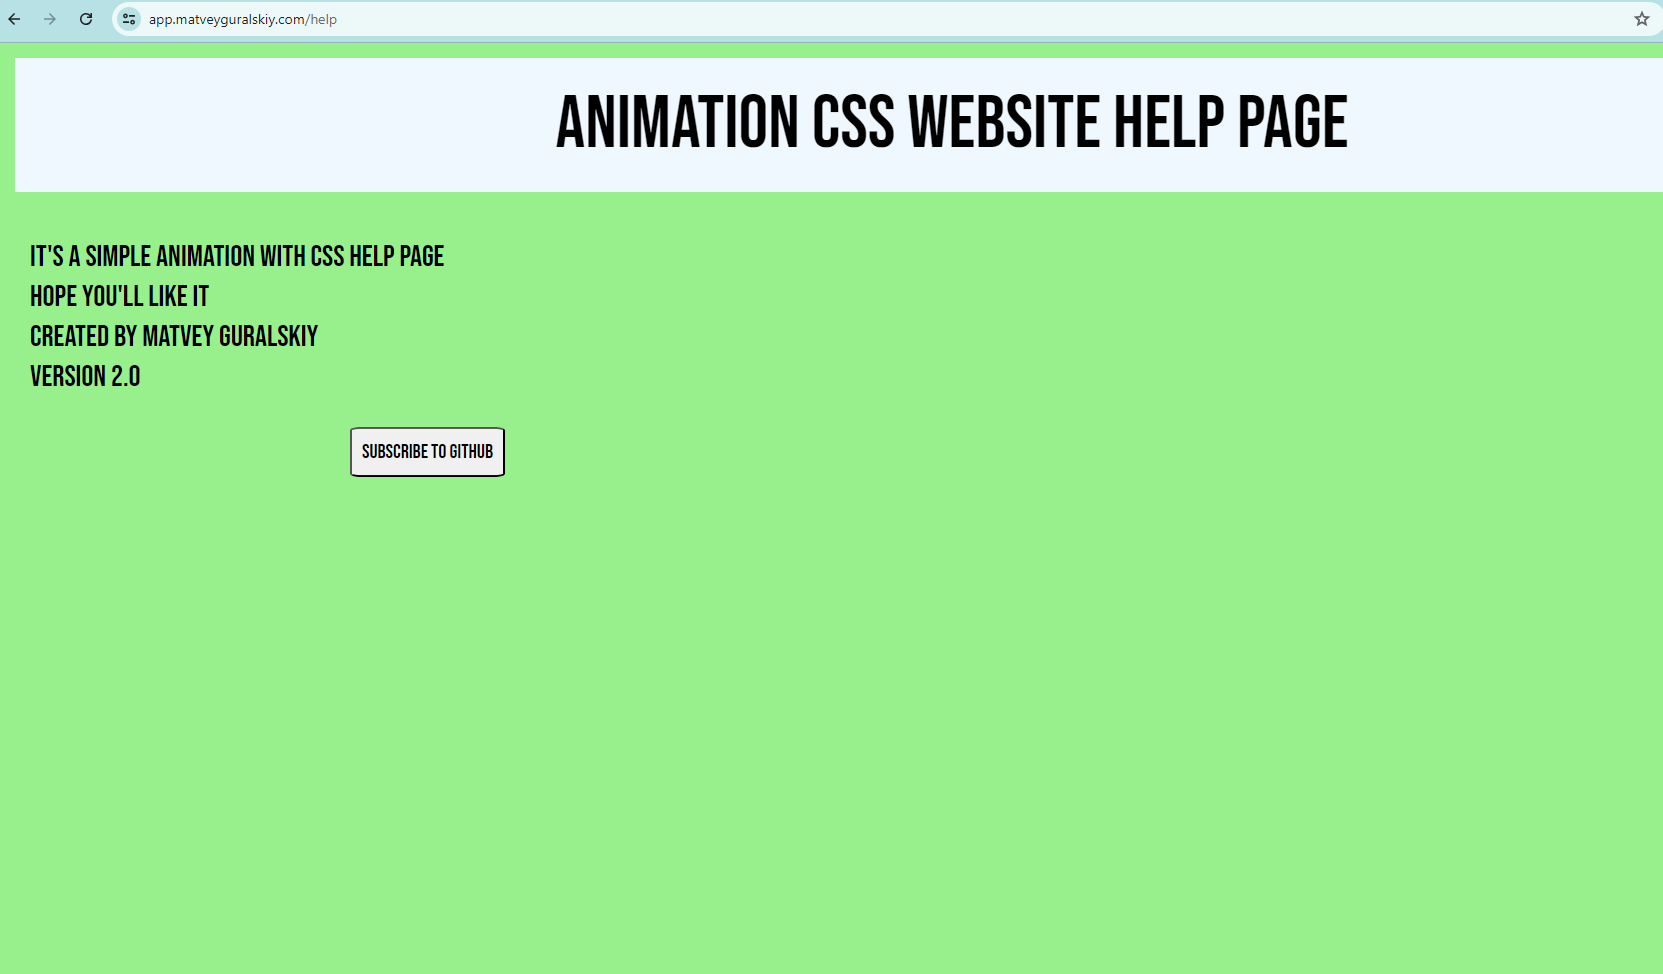 app.matveyguralskiy.com/help
ANIMATION CSS WEBSITE HELP PAGE
IT'S A SIMPLE ANIMATION WITH CSS HELP PAGE
HOPE YOU'LL LIKE IT
CREATED BY MATVEY GURALSKIY
VERSION 2.0
SUBSCRIBE TO GITHUB